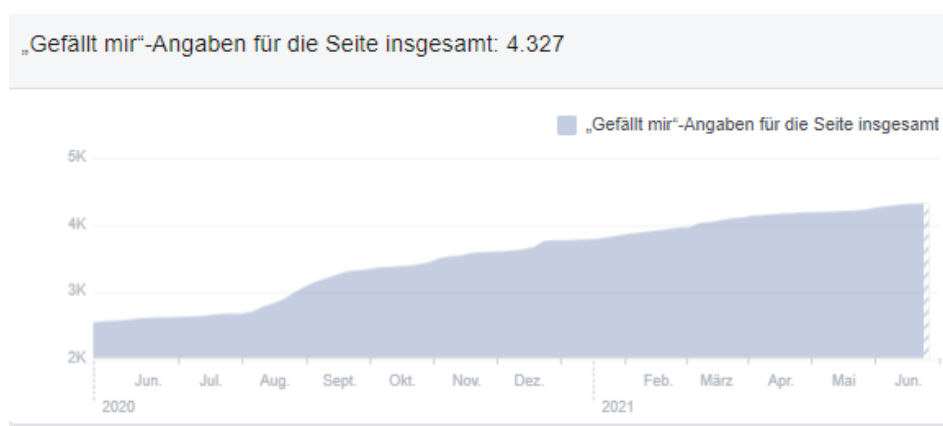 „Gefällt mir“-Angaben für die Seite insgesamt: 4.327
„Gefällt mir“-Angaben für die Seite insgesamt
5K
4K
3K
2K
Jun. Jul. Aug. Sept. Okt. Nov. Dez. Feb. März Apr. Mai Jun.
2020 2021